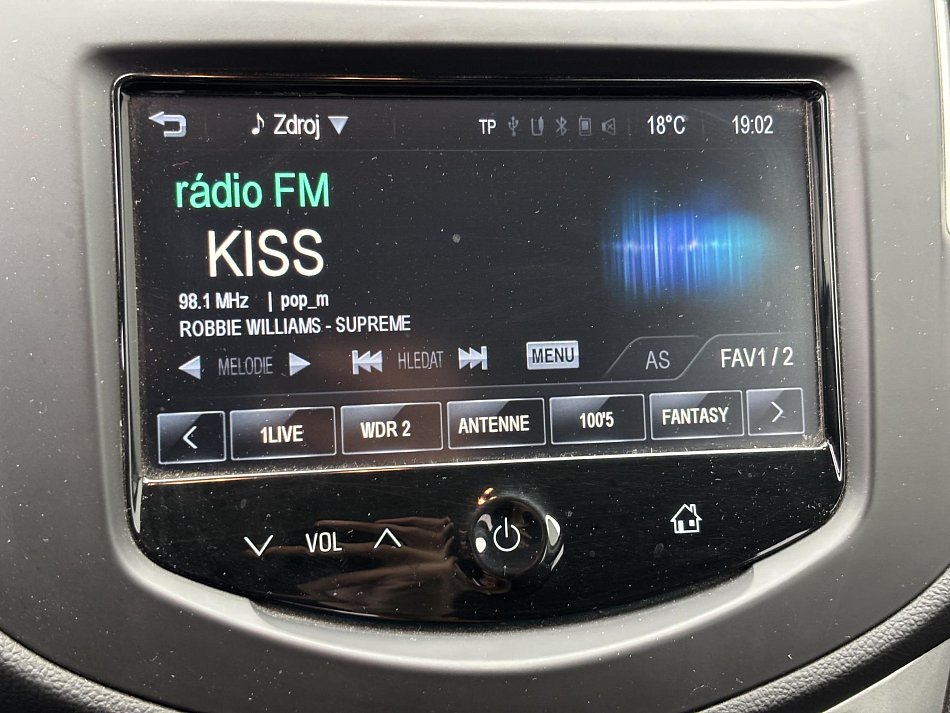 Zdroj TP 18°C 19:02
rádio FM
KISS
98.1 MHz | pop_m
ROBBIE WILLIAMS - SUPREME
MELODIE HLEDAT MENU AS FAV1 / 2
1LIVE WDR 2 ANTENNE 100'5 FANTASY
VOL